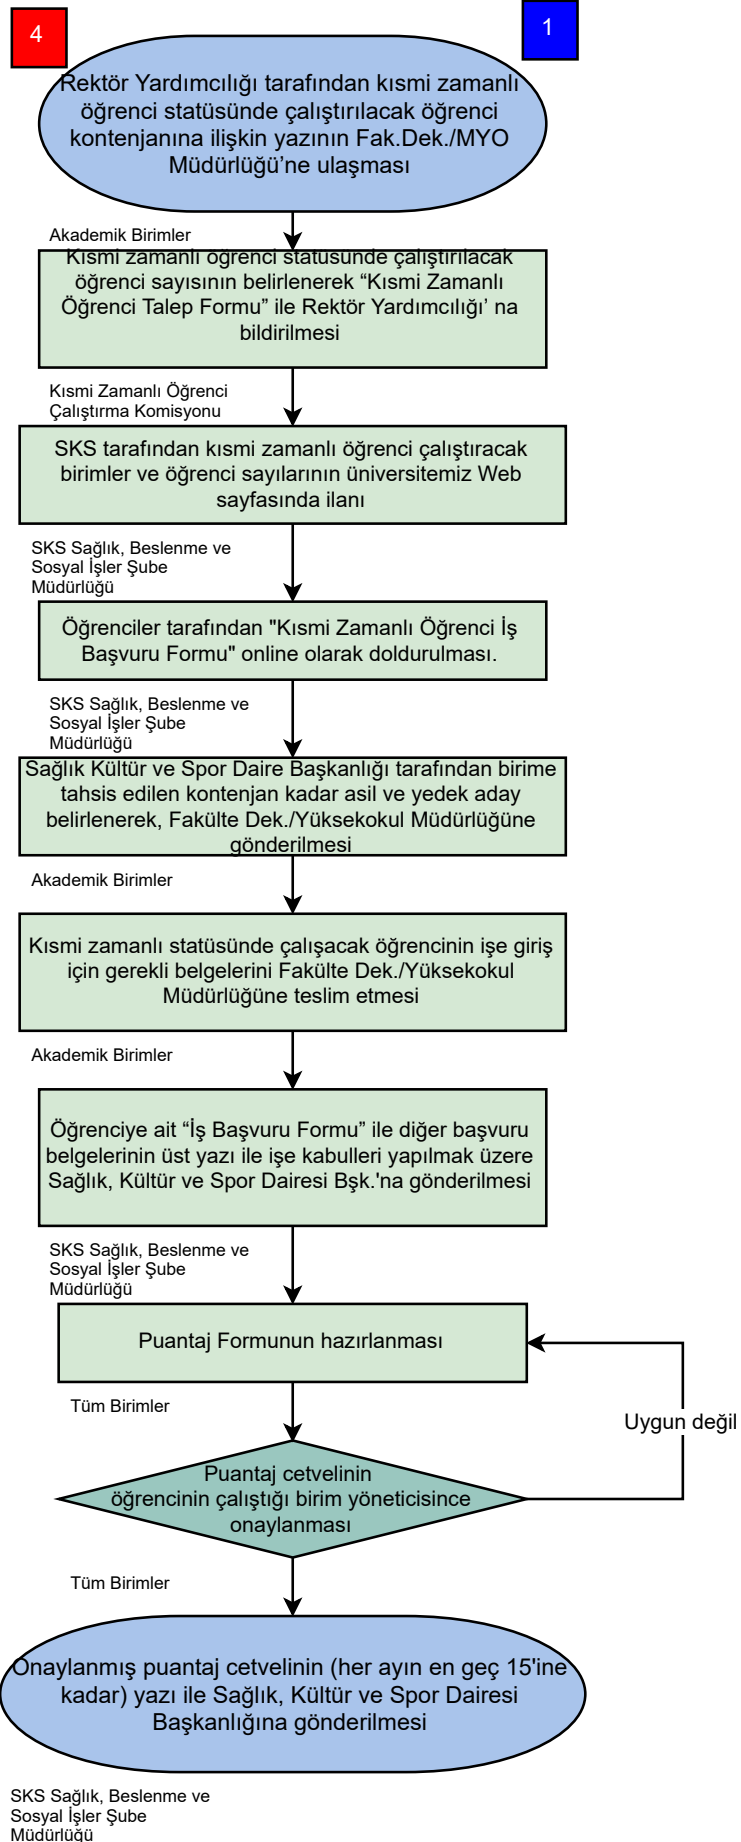 4
1
Rektör Yardımcılığı tarafından kısmi zamanlı
öğrenci statüsünde çalıştırılacak öğrenci
kontenjanına ilişkin yazının Fak.Dek./MYO
Müdürlüğü’ne ulaşması
Akademik Birimler
Kısmi zamanlı öğrenci statüsünde çalıştırılacak
öğrenci sayısının belirlenerek “Kısmi Zamanlı
Öğrenci Talep Formu” ile Rektör Yardımcılığı’ na
bildirilmesi
Kısmi Zamanlı Öğrenci
Çalıştırma Komisyonu
SKS tarafından kısmi zamanlı öğrenci çalıştıracak
birimler ve öğrenci sayılarının üniversitemiz Web
sayfasında ilanı
SKS Sağlık, Beslenme ve
Sosyal İşler Şube
Müdürlüğü
Öğrenciler tarafından "Kısmi Zamanlı Öğrenci İş
Başvuru Formu" online olarak doldurulması.
SKS Sağlık, Beslenme ve
Sosyal İşler Şube
Müdürlüğü
Sağlık Kültür ve Spor Daire Başkanlığı tarafından birime
tahsis edilen kontenjan kadar asil ve yedek aday
belirlenerek, Fakülte Dek./Yüksekokul Müdürlüğüne
gönderilmesi
Akademik Birimler
Kısmi zamanlı statüsünde çalışacak öğrencinin işe giriş
için gerekli belgelerini Fakülte Dek./Yüksekokul
Müdürlüğüne teslim etmesi
Akademik Birimler
Öğrenciye ait “İş Başvuru Formu” ile diğer başvuru
belgelerinin üst yazı ile işe kabulleri yapılmak üzere
Sağlık, Kültür ve Spor Dairesi Bşk.'na gönderilmesi
SKS Sağlık, Beslenme ve
Sosyal İşler Şube
Müdürlüğü
Puantaj Formunun hazırlanması
Tüm Birimler
Uygun değil
Puantaj cetvelinin
öğrencinin çalıştığı birim yöneticisince
onaylanması
Tüm Birimler
Onaylanmış puantaj cetvelinin (her ayın en geç 15'ine
kadar) yazı ile Sağlık, Kültür ve Spor Dairesi
Başkanlığına gönderilmesi
SKS Sağlık, Beslenme ve
Sosyal İşler Şube
Müdürlüğü